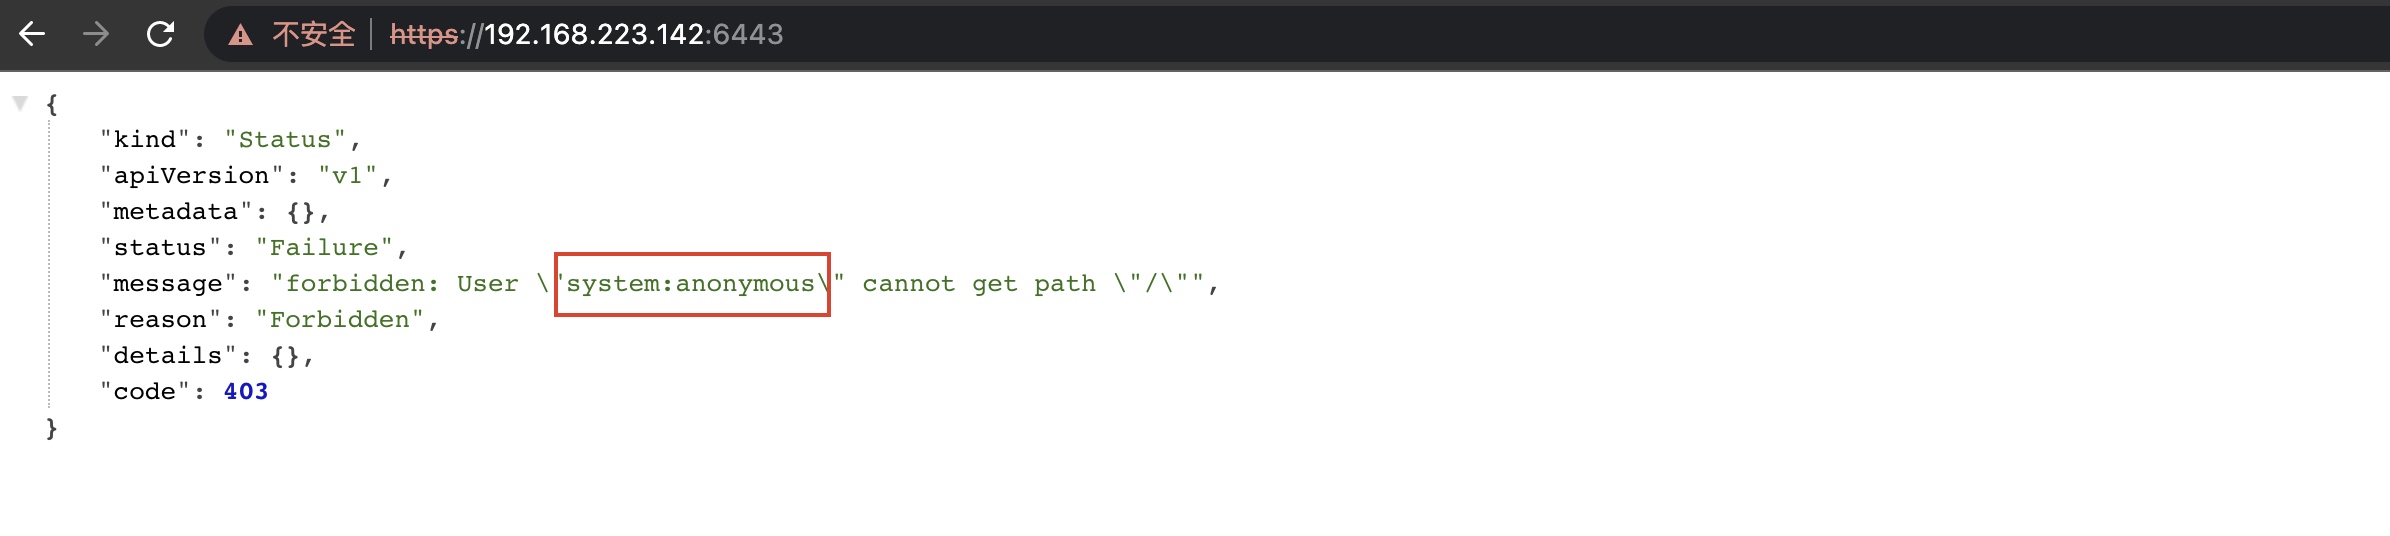 不安全 | https://192.168.223.142:6443
{
"kind": "Status",
"apiVersion": "v1",
"metadata": {},
"status": "Failure",
"message": "forbidden: User \"system:anonymous\" cannot get path \"/\"",
"reason": "Forbidden",
"details": {},
"code": 403
}